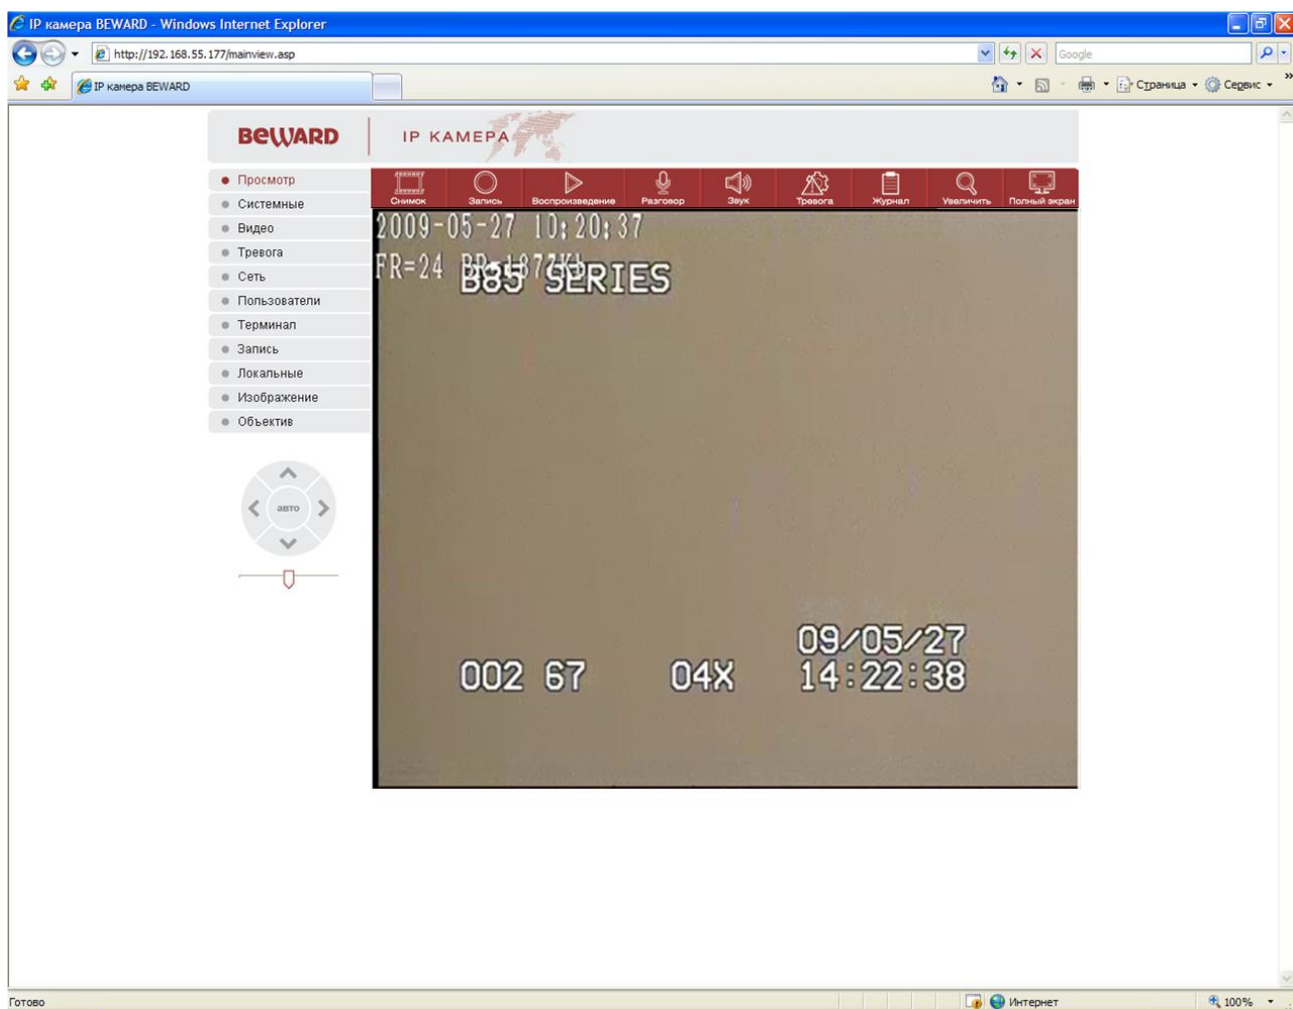 IP камера BEWARD - Windows Internet Explorer
http://192.168.55.177/mainview.asp
Google
IP камера BEWARD
Страница
Сервис
BEWARD IP КАМЕРА
Просмотр
Системные
Видео
Тревога
Сеть
Пользователи
Терминал
Запись
Локальные
Изображение
Объектив
авто
Снимок Запись Воспроизведение Разговор Звук Тревога Журнал Увеличить Полный экран
2009-05-27 10:20:37
FR=24
B85 SERIES
09/05/27
002 67 04X 14:22:38
Готово
Интернет
100%